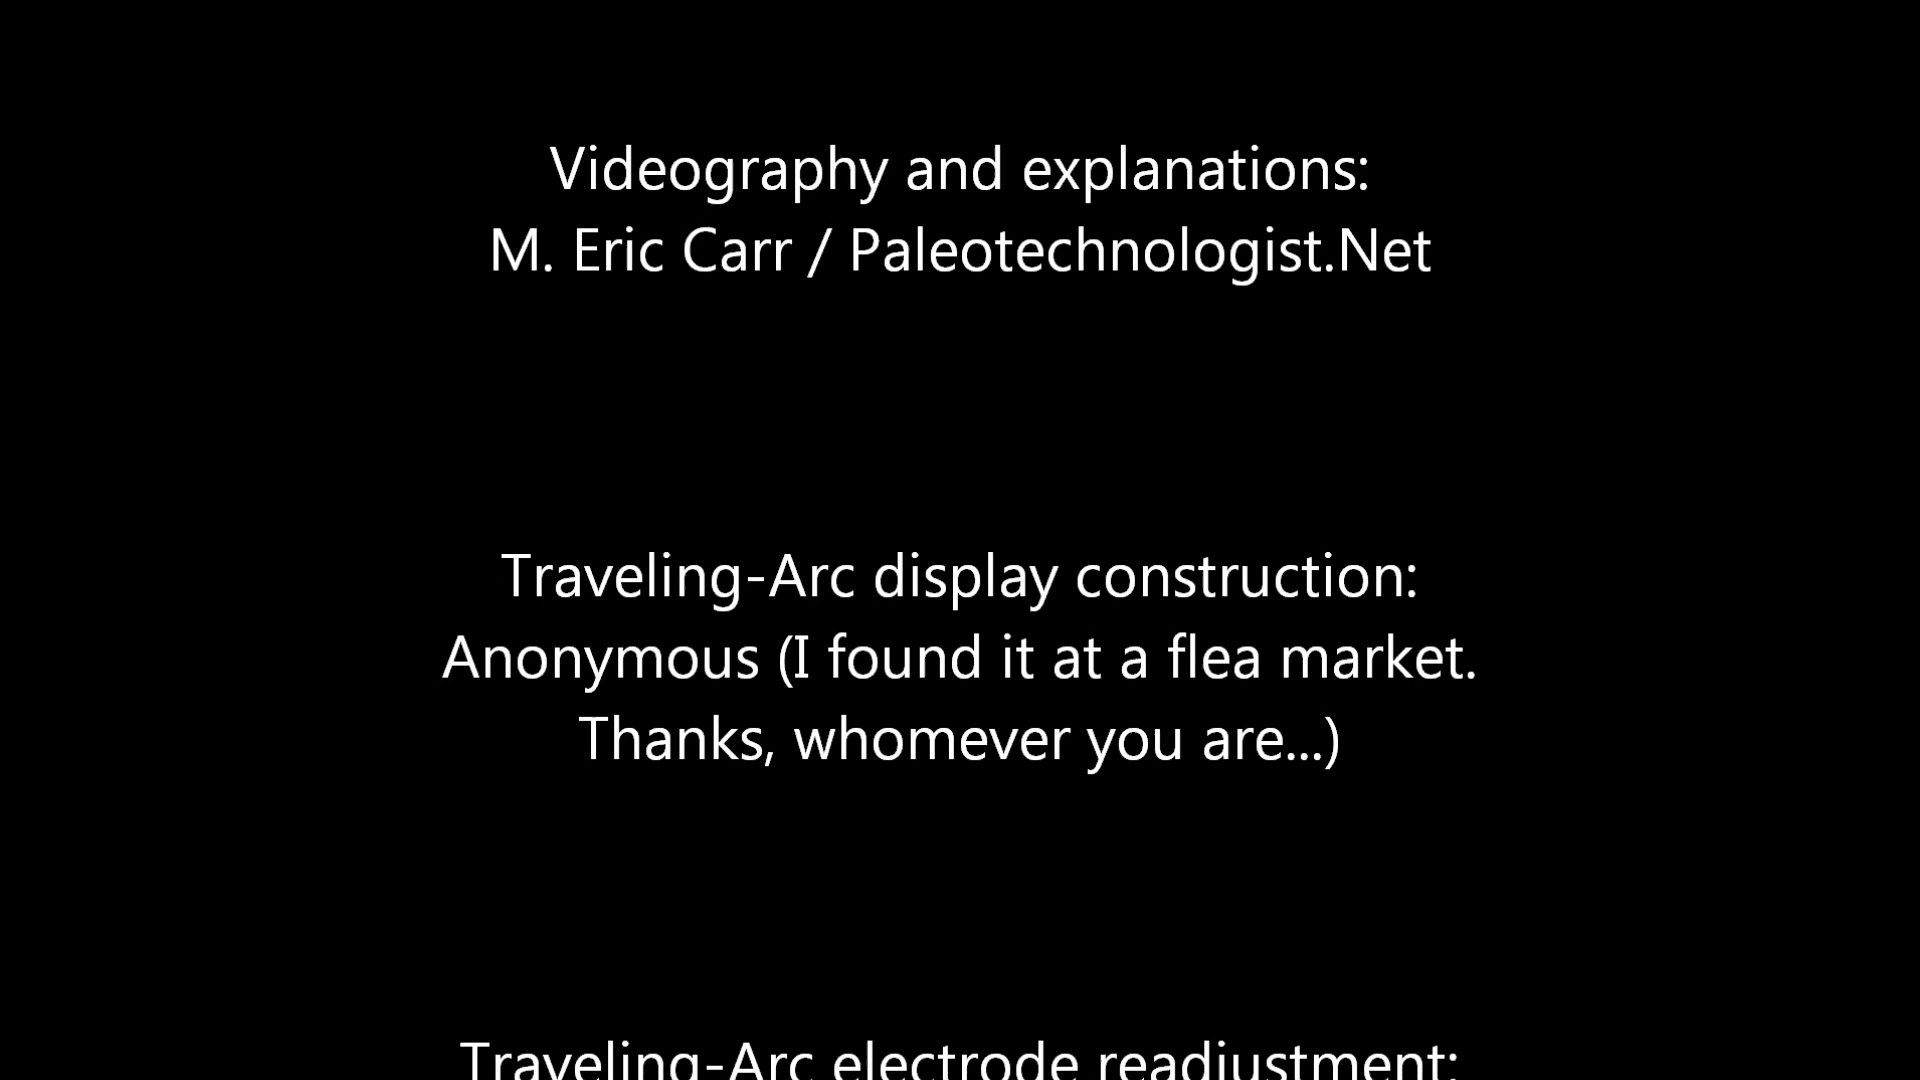 Videography and explanations:
M. Eric Carr / Paleotechnologist.Net
Traveling-Arc display construction:
Anonymous (I found it at a flea market.
Thanks, whomever you are...)
Traveling-Arc electrode readjustment: